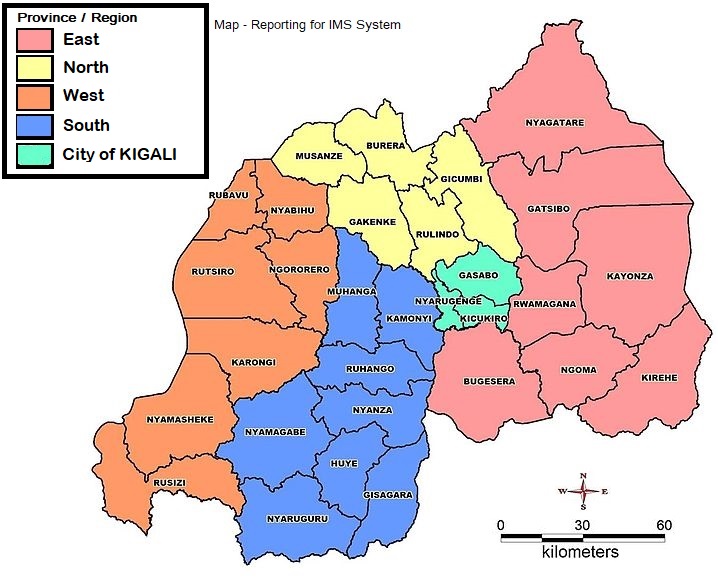 Province / Region
East
North
West
South
City of KIGALI
Map - Reporting for IMS System
NYAGATARE
BURERA
MUSANZE
GICUMBI
RUBAVU
NYABIHU
GAKENKE
RULINDO
GATSIBO
RUTSIRO
NGORORERO
GASABO
KAYONZA
MUHANGA
NYARUGENGE
RWAMAGANA
KAMONYI
KICUKIRO
KARONGI
RUHANGO
BUGESERA
NGOMA
KIREHE
NYAMASHEKE
NYANZA
NYAMAGABE
HUYE
RUSIZI
GISAGARA
NYARUGURU
N
W E
S
0 30 60
kilometers